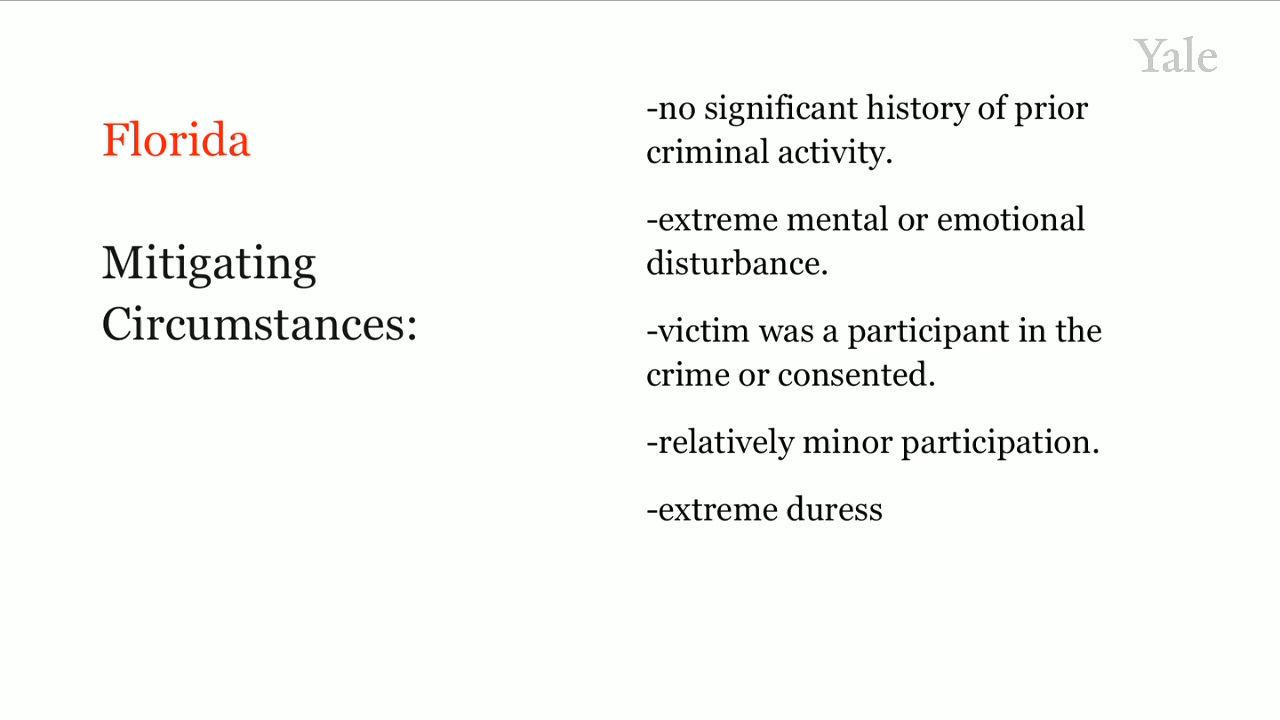 Yale
Florida
Mitigating
Circumstances:
-no significant history of prior
criminal activity.
-extreme mental or emotional
disturbance.
-victim was a participant in the
crime or consented.
-relatively minor participation.
-extreme duress